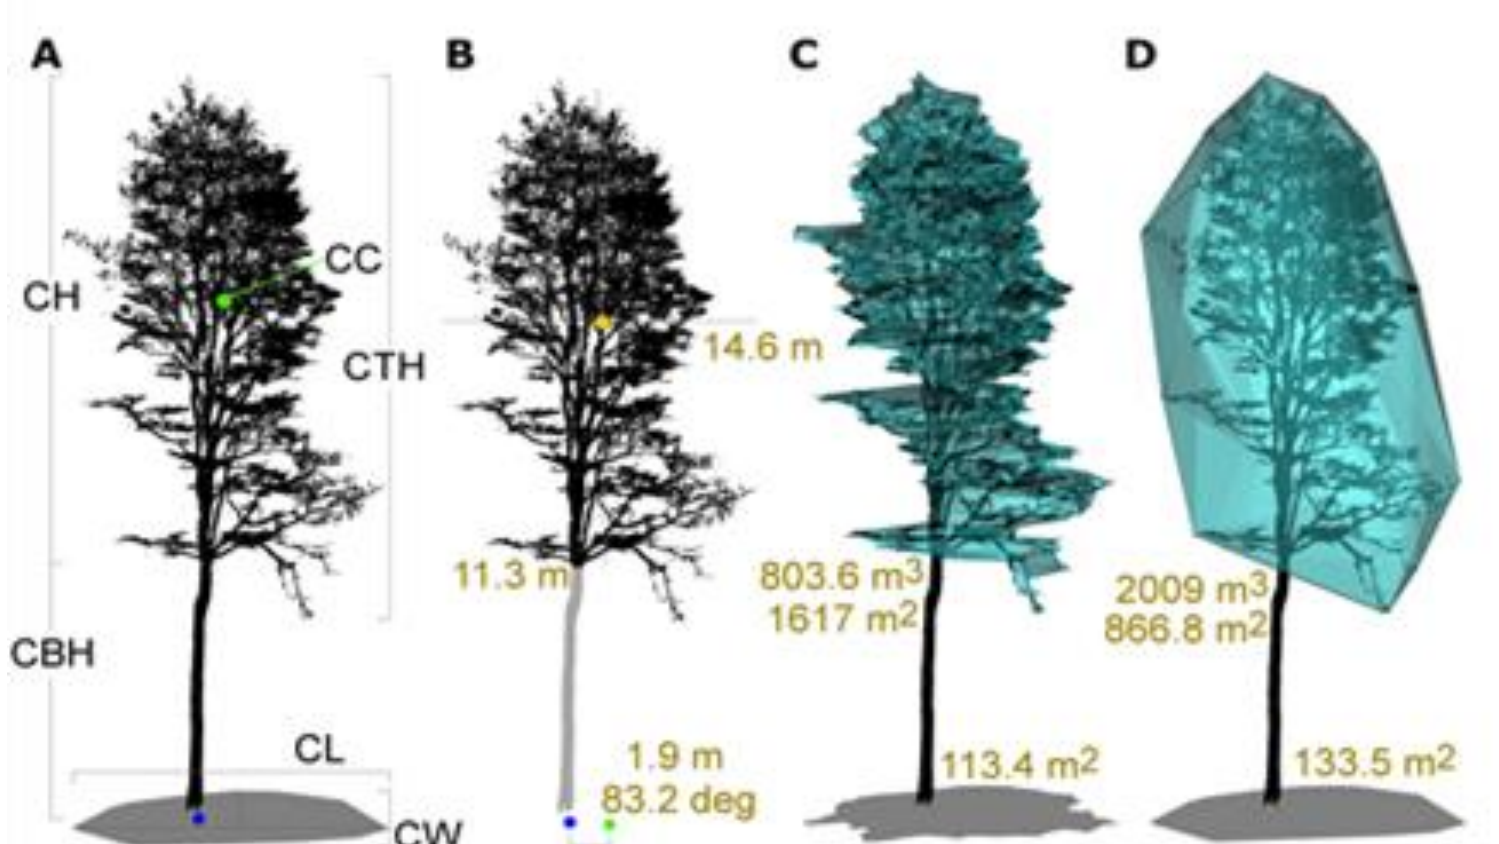 A
B
C
D
CC
CH
CTH
14.6 m
11.3 m
803.6 m3
1617 m2
2009 m3
866.8 m2
CBH
CL
1.9 m
83.2 deg
113.4 m2
133.5 m2
CW